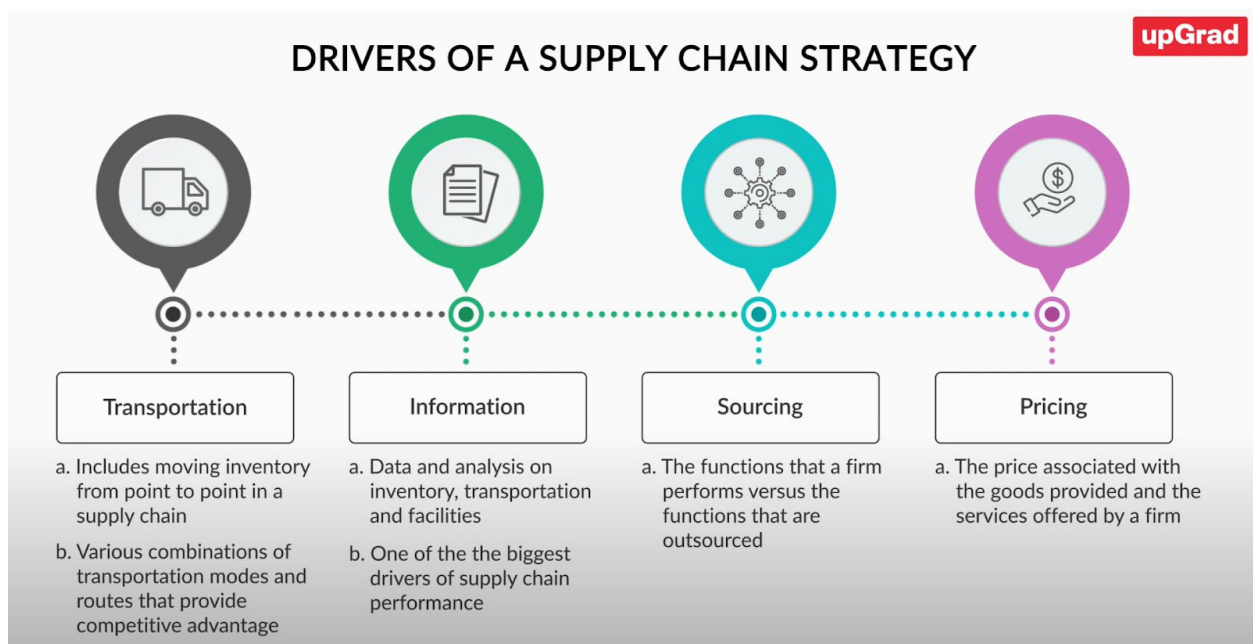 upGrad
DRIVERS OF A SUPPLY CHAIN STRATEGY
$
Transportation
a. Includes moving inventory
from point to point in a
supply chain
b. Various combinations of
transportation modes and
routes that provide
competitive advantage
Information
a. Data and analysis on
inventory, transportation
and facilities
b. One of the the biggest
drivers of supply chain
performance
Sourcing
a. The functions that a firm
performs versus the
functions that are
outsourced
Pricing
a. The price associated with
the goods provided and the
services offered by a firm